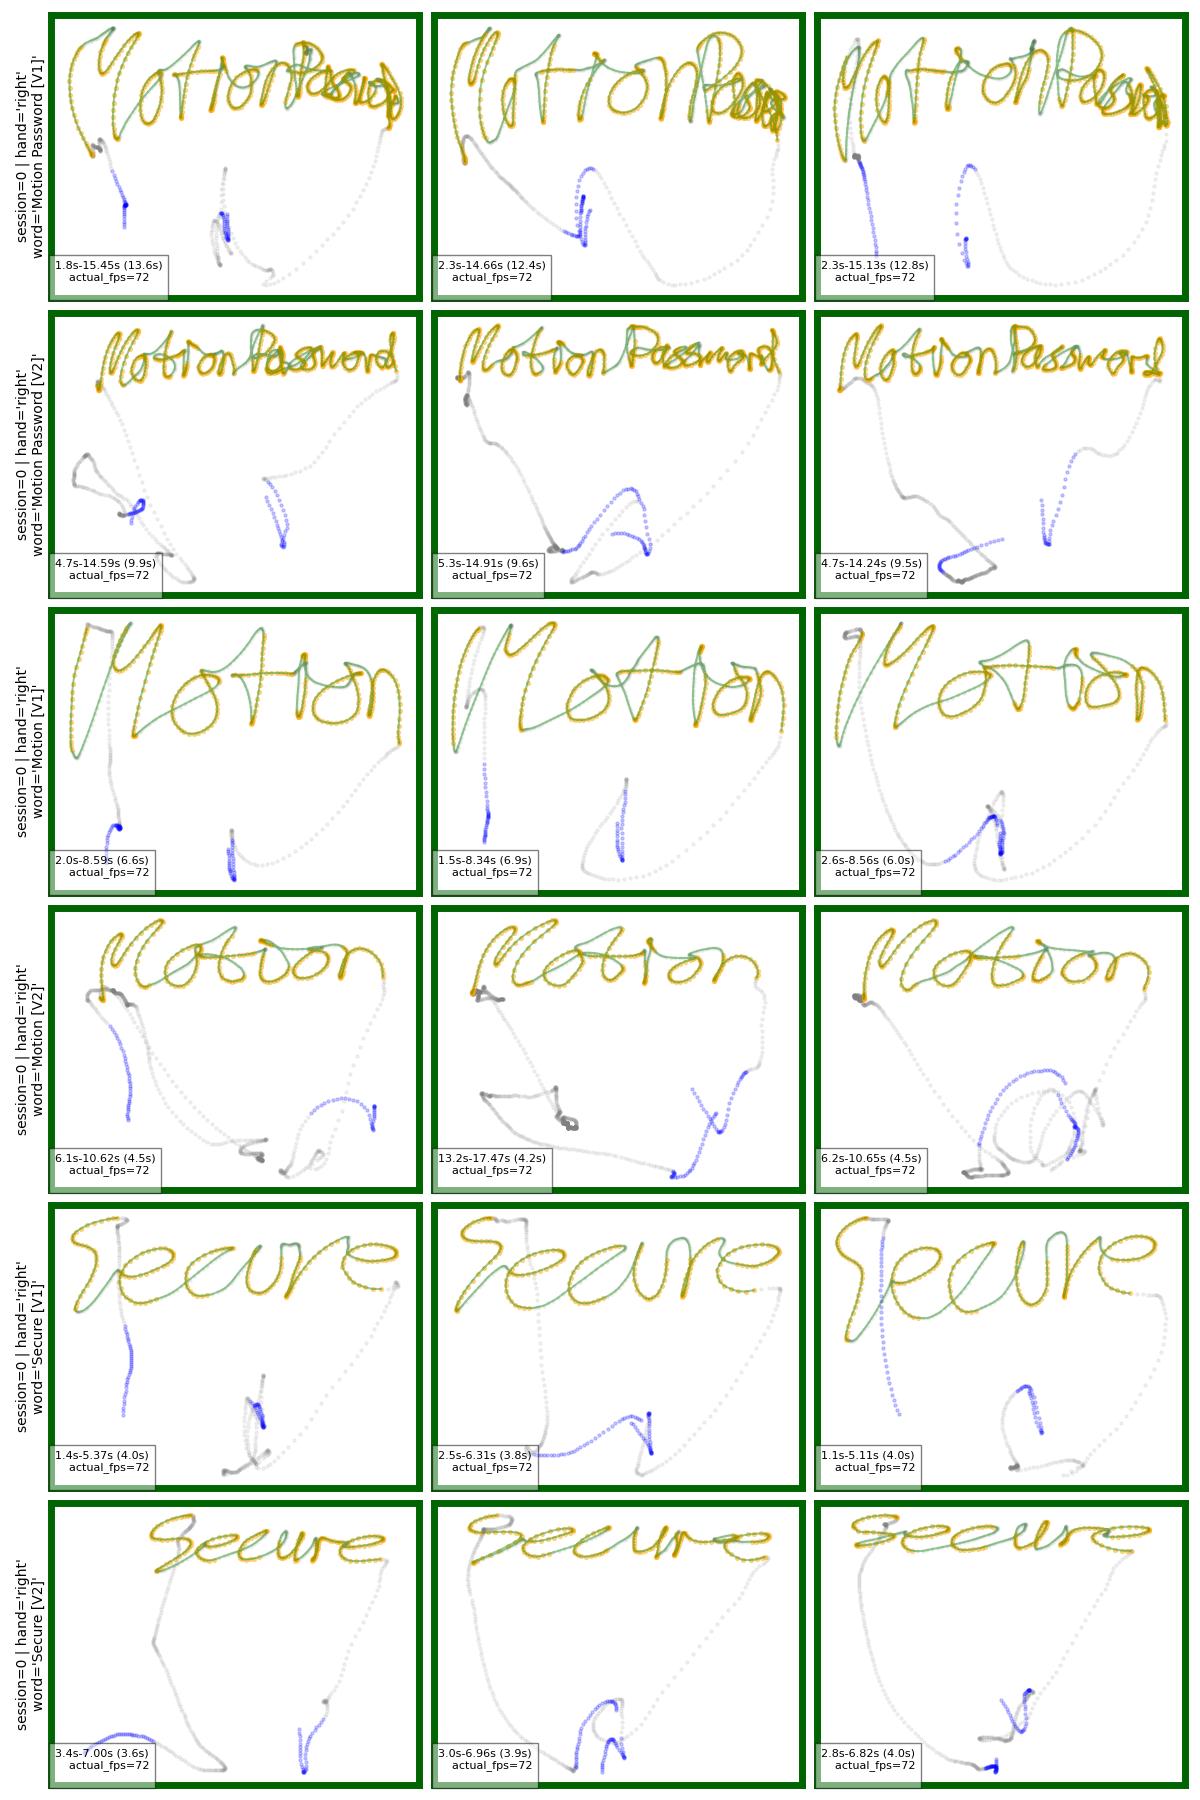 session=0 | hand='right'
word='Motion Password [V1]'
MotionPassword
1.8s-15.45s (13.6s)
actual_fps=72
MotionPassword
2.3s-14.66s (12.4s)
actual_fps=72
MotionPassword
2.3s-15.13s (12.8s)
actual_fps=72
session=0 | hand='right'
word='Motion Password [V2]'
MotionPassword
4.7s-14.59s (9.9s)
actual_fps=72
MotionPassword
5.3s-14.91s (9.6s)
actual_fps=72
MotionPassword
4.7s-14.24s (9.5s)
actual_fps=72
session=0 | hand='right'
word='Motion [V1]'
Motion
2.0s-8.59s (6.6s)
actual_fps=72
Motion
1.5s-8.34s (6.9s)
actual_fps=72
Motion
2.6s-8.56s (6.0s)
actual_fps=72
session=0 | hand='right'
word='Motion [V2]'
Motion
6.1s-10.62s (4.5s)
actual_fps=72
Motion
13.2s-17.47s (4.2s)
actual_fps=72
Motion
6.2s-10.65s (4.5s)
actual_fps=72
session=0 | hand='right'
word='Secure [V1]'
Secure
1.4s-5.37s (4.0s)
actual_fps=72
Secure
2.5s-6.31s (3.8s)
actual_fps=72
Secure
1.1s-5.11s (4.0s)
actual_fps=72
session=0 | hand='right'
word='Secure [V2]'
Secure
3.4s-7.00s (3.6s)
actual_fps=72
Secure
3.0s-6.96s (3.9s)
actual_fps=72
Secure
2.8s-6.82s (4.0s)
actual_fps=72